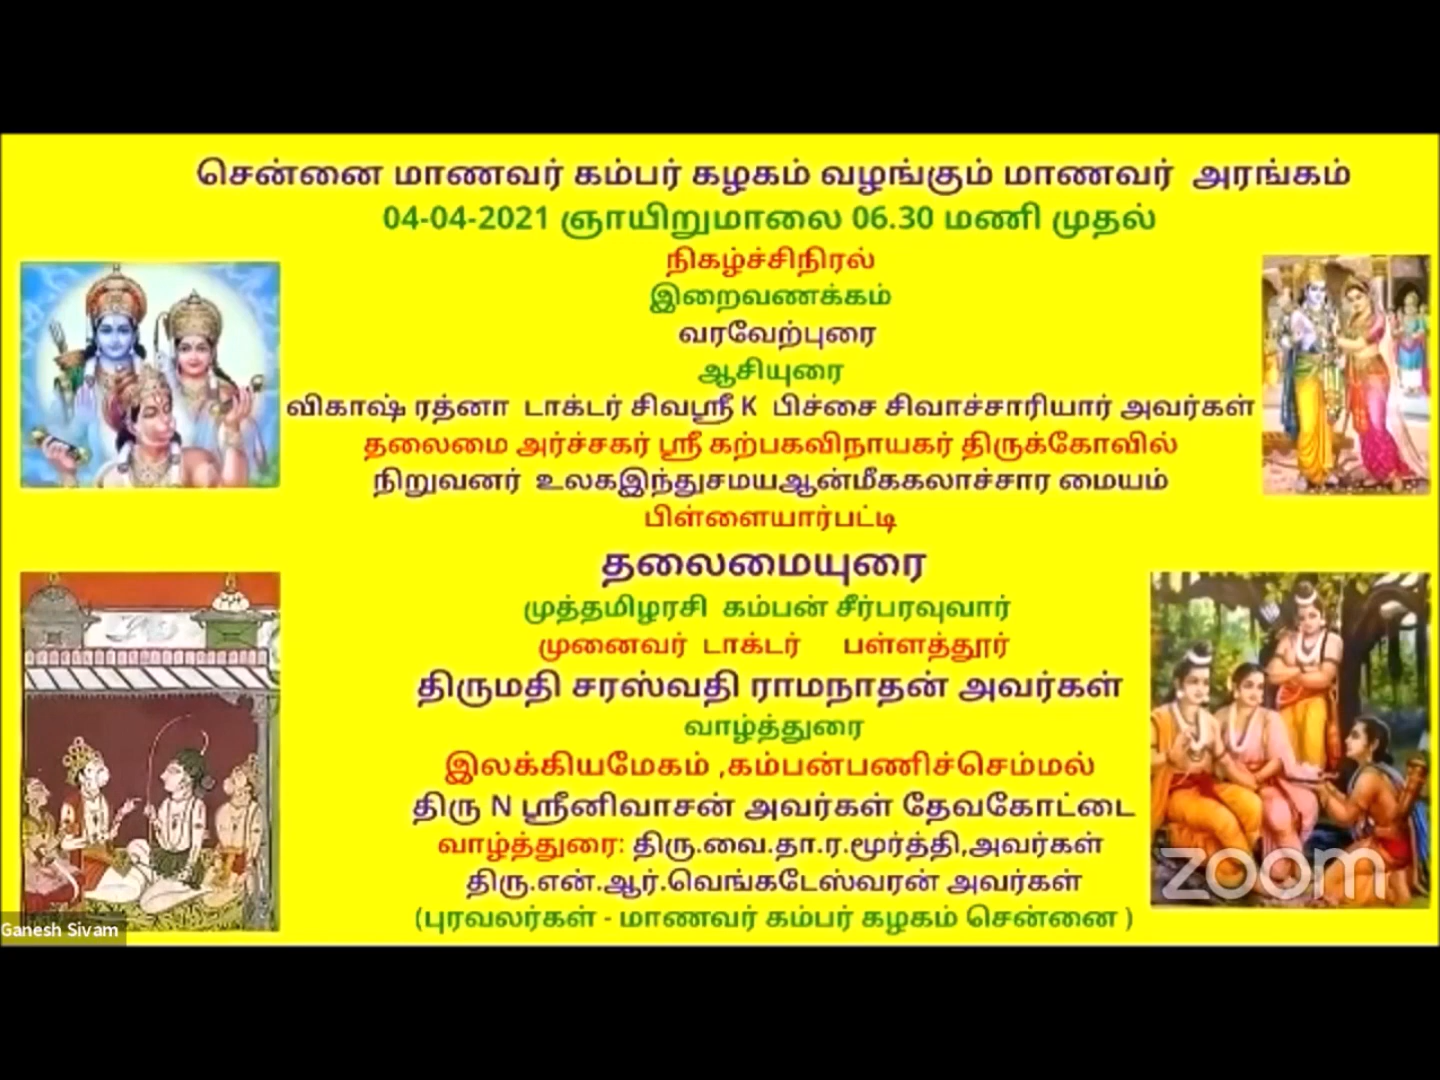 சென்னை மாணவர் கம்பர் கழகம் வழங்கும் மாணவர் அரங்கம்
04-04-2021 ஞாயிறுமாலை 06.30 மணி முதல்
நிகழ்ச்சிநிரல்
இறைவணக்கம்
வரவேற்புரை
ஆசியுரை
விகாஷ் ரத்னா டாக்டர் சிவஸ்ரீ K பிச்சை சிவாச்சாரியார் அவர்கள்
தலைமை அர்ச்சகர் ஸ்ரீ கற்பகவிநாயகர் திருக்கோவில்
நிறுவனர் உலகஇந்துசமயஆன்மீககலாச்சார மையம்
பிள்ளையார்பட்டி
தலைமையுரை
முத்தமிழரசி கம்பன் சீர்பரவுவார்
முனைவர் டாக்டர் பள்ளத்தூர்
திருமதி சரஸ்வதி ராமநாதன் அவர்கள்
வாழ்த்துரை
இலக்கியமேகம் ,கம்பன்பணிச்செம்மல்
திரு N ஸ்ரீனிவாசன் அவர்கள் தேவகோட்டை
வாழ்த்துரை: திரு.வை.தா.ர.மூர்த்தி,அவர்கள்
திரு.என்.ஆர்.வெங்கடேஸ்வரன் அவர்கள்
(புரவலர்கள் - மாணவர் கம்பர் கழகம் சென்னை )
zoom
Ganesh Sivam